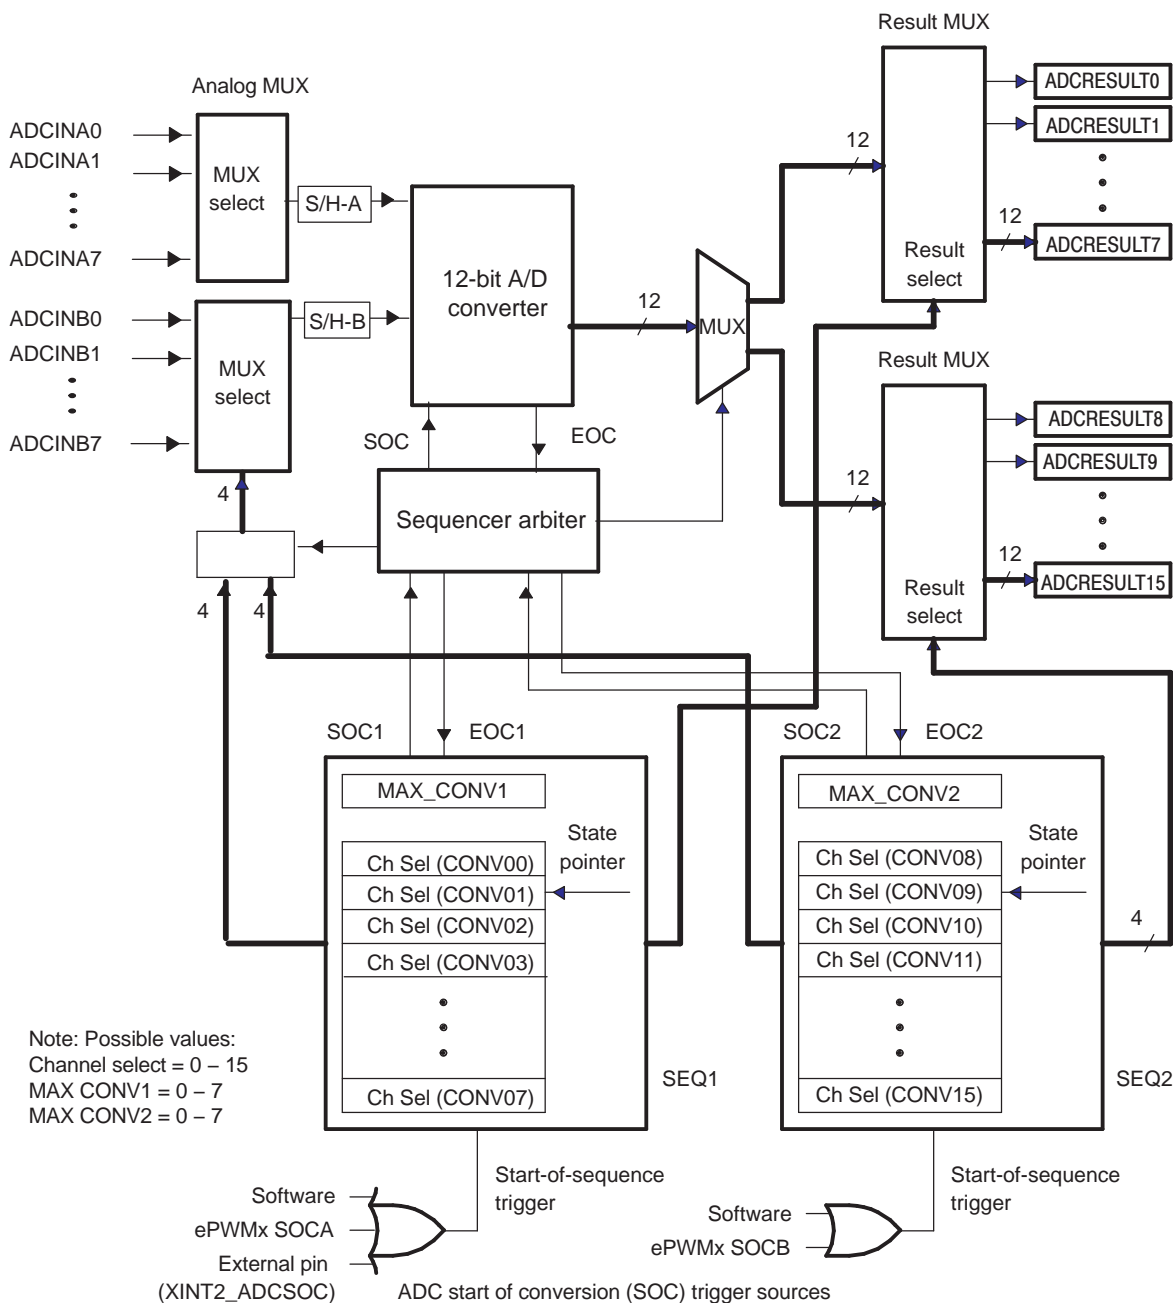 Result MUX
Analog MUX
ADCINA0
ADCINA1
ADCINA7
MUX
select
S/H-A
ADCINB0
ADCINB1
ADCINB7
MUX
select
S/H-B
12-bit A/D
converter
12
MUX
12
Result
select
12
ADCRESULT0
ADCRESULT1
ADCRESULT7
Result MUX
12
Result
select
12
ADCRESULT8
ADCRESULT9
ADCRESULT15
SOC
EOC
Sequencer arbiter
4
4
4
SOC1
EOC1
SOC2
EOC2
MAX_CONV1
State
pointer
Ch Sel (CONV00)
Ch Sel (CONV01)
Ch Sel (CONV02)
Ch Sel (CONV03)
Ch Sel (CONV07)
SEQ1
MAX_CONV2
State
pointer
Ch Sel (CONV08)
Ch Sel (CONV09)
Ch Sel (CONV10)
Ch Sel (CONV11)
Ch Sel (CONV15)
4
SEQ2
Note: Possible values:
Channel select = 0 – 15
MAX CONV1 = 0 – 7
MAX CONV2 = 0 – 7
Software
ePWMx SOCA
External pin
(XINT2_ADCSOC)
Start-of-sequence
trigger
Software
ePWMx SOCB
Start-of-sequence
trigger
ADC start of conversion (SOC) trigger sources